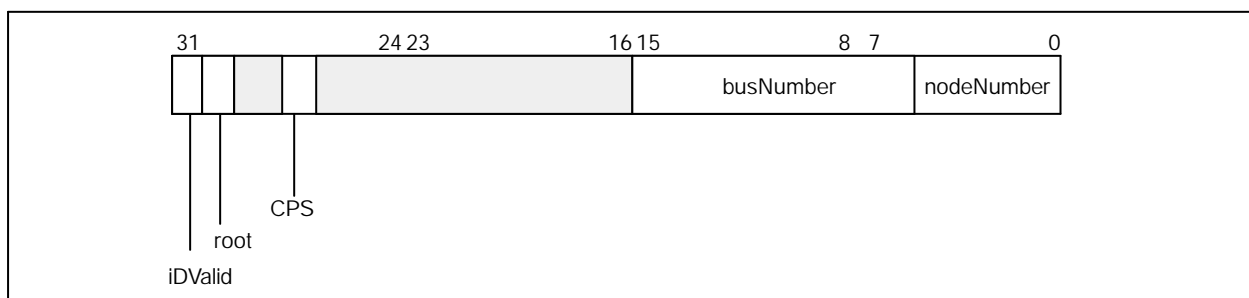 31 24 23 16 15 8 7 0
busNumber nodeNumber
CPS
root
iDValid